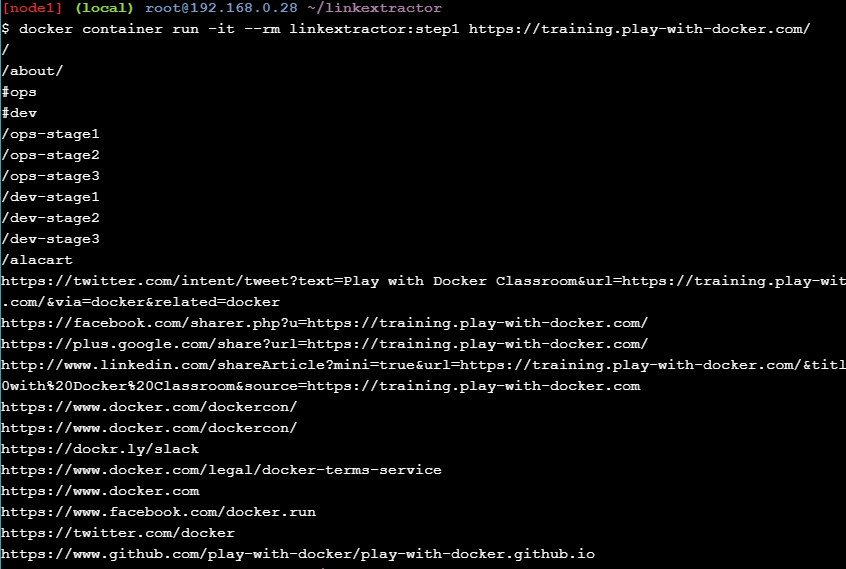 [node1] (local) root@192.168.0.28 ~/linkextractor
$ docker container run -it --rm linkextractor:step1 https://training.play-with-docker.com/
/
/about/
#ops
#dev
/ops-stage1
/ops-stage2
/ops-stage3
/dev-stage1
/dev-stage2
/dev-stage3
/alacart
https://twitter.com/intent/tweet?text=Play with Docker Classroom&url=https://training.play-wit
.com/&via=docker&related=docker
https://facebook.com/sharer.php?u=https://training.play-with-docker.com/
https://plus.google.com/share?url=https://training.play-with-docker.com/
http://www.linkedin.com/shareArticle?mini=true&url=https://training.play-with-docker.com/&titl
0with%20Docker%20Classroom&source=https://training.play-with-docker.com
https://www.docker.com/dockercon/
https://www.docker.com/dockercon/
https://dockr.ly/slack
https://www.docker.com/legal/docker-terms-service
https://www.docker.com
https://www.facebook.com/docker.run
https://twitter.com/docker
https://www.github.com/play-with-docker/play-with-docker.github.io